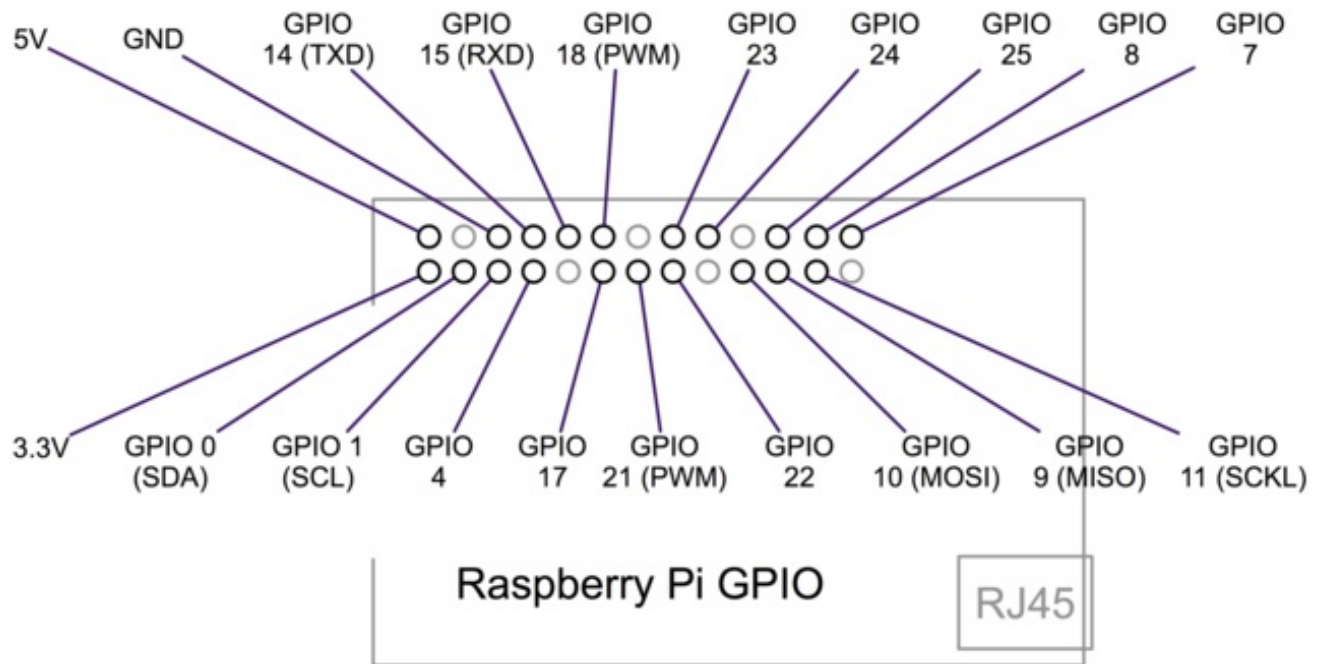 5V
GND
GPIO
14 (TXD)
GPIO
15 (RXD)
GPIO
18 (PWM)
GPIO
23
GPIO
24
GPIO
25
GPIO
8
GPIO
7
3.3V
GPIO 0
(SDA)
GPIO 1
(SCL)
GPIO
4
GPIO
17
GPIO
21 (PWM)
GPIO
22
GPIO
10 (MOSI)
GPIO
9 (MISO)
GPIO
11 (SCKL)
Raspberry Pi GPIO
RJ45